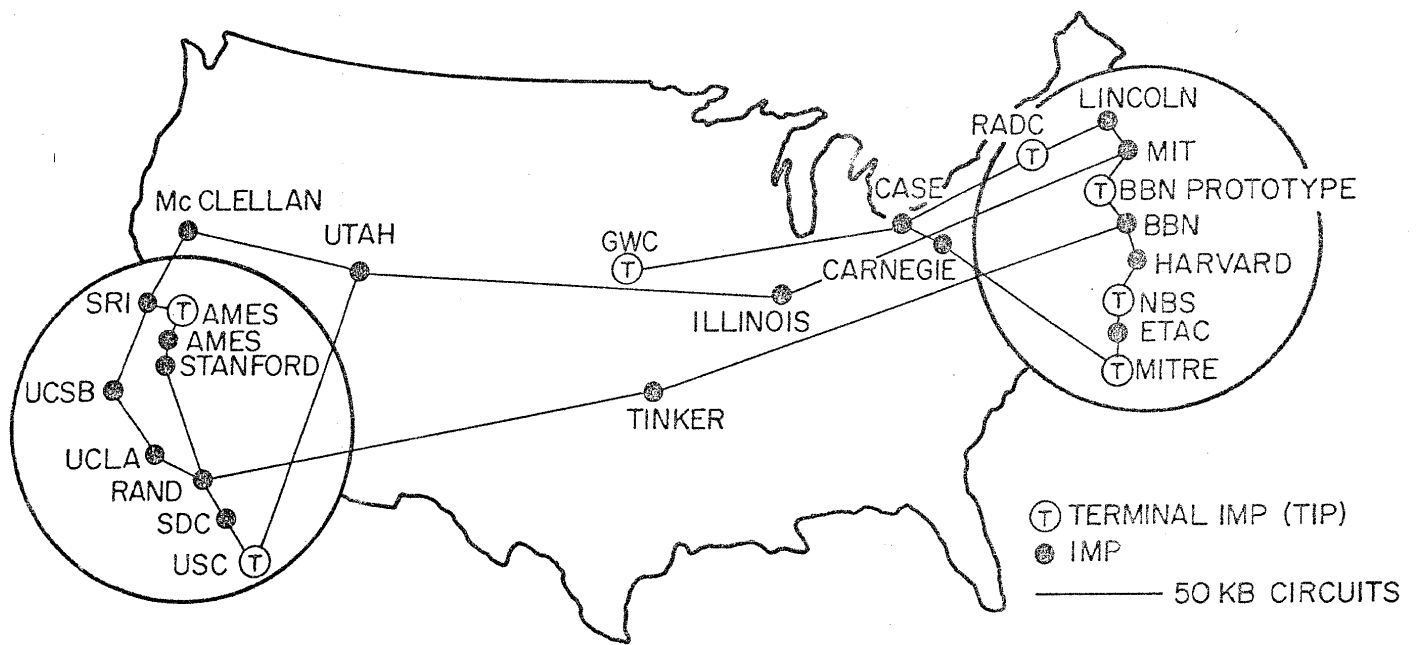 LINCOLN
RADC
T
MIT
T BBN PROTOTYPE
CASE
Mc CLELLAN
BBN
UTAH
GWC
T
HARVARD
CARNEGIE
SRI
T AMES
T NBS
ILLINOIS
AMES
ETAC
STANFORD
T MITRE
UCSB
TINKER
UCLA
RAND
SDC
USC T
T TERMINAL IMP (TIP)
IMP
50 KB CIRCUITS